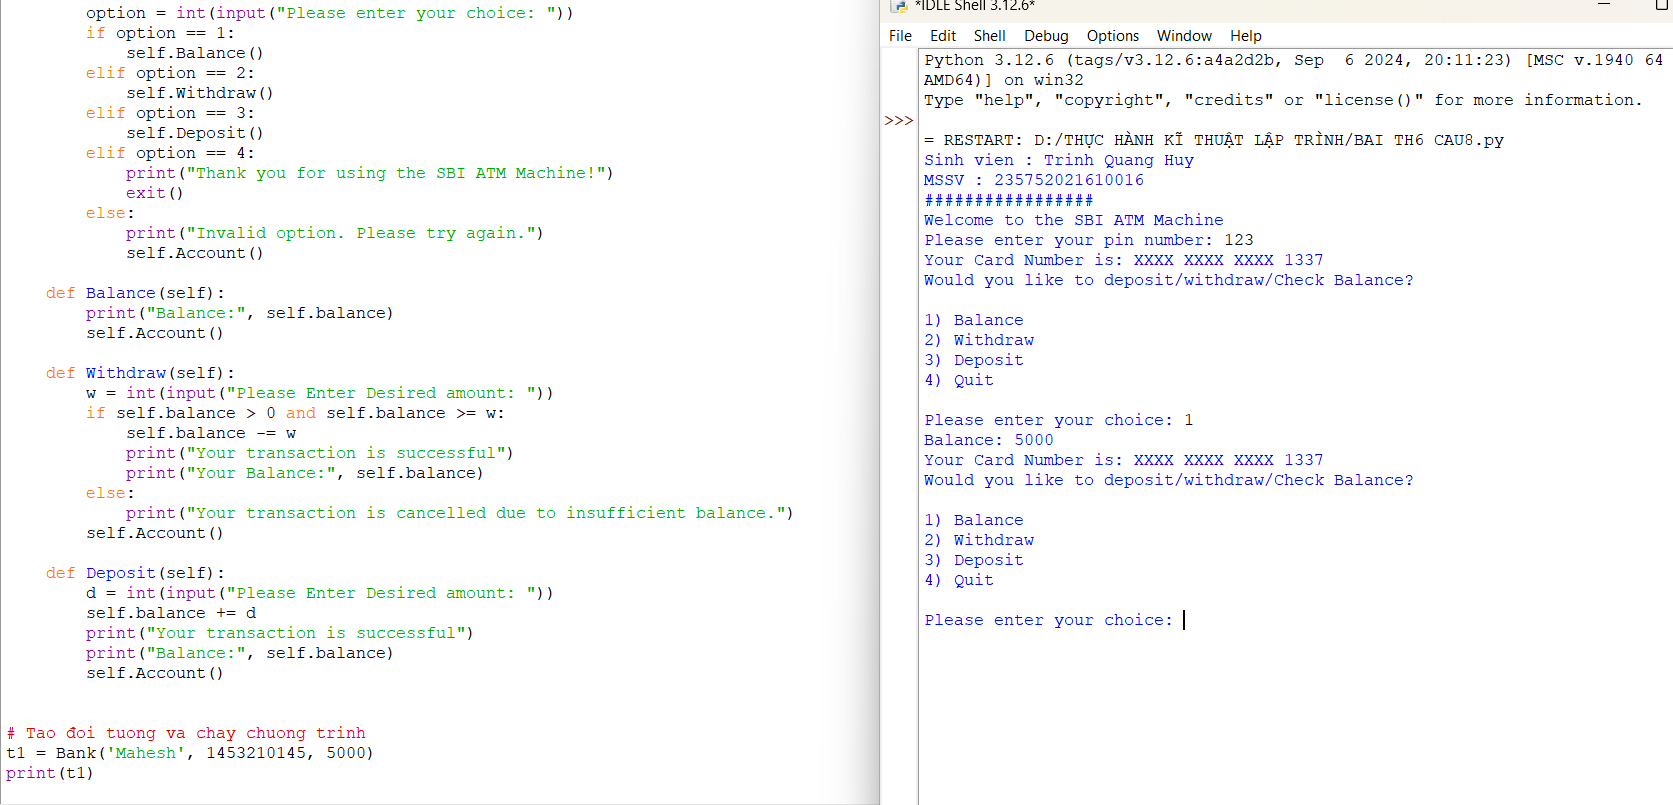 option = int(input("Please enter your choice: "))
        if option == 1:
            self.Balance()
        elif option == 2:
            self.Withdraw()
        elif option == 3:
            self.Deposit()
        elif option == 4:
            print("Thank you for using the SBI ATM Machine!")
            exit()
        else:
            print("Invalid option. Please try again.")
            self.Account()

    def Balance(self):
        print("Balance:", self.balance)
        self.Account()

    def Withdraw(self):
        w = int(input("Please Enter Desired amount: "))
        if self.balance > 0 and self.balance >= w:
            self.balance -= w
            print("Your transaction is successful")
            print("Your Balance:", self.balance)
        else:
            print("Your transaction is cancelled due to insufficient balance.")
        self.Account()

    def Deposit(self):
        d = int(input("Please Enter Desired amount: "))
        self.balance += d
        print("Your transaction is successful")
        print("Balance:", self.balance)
        self.Account()

# Tao đoi tuong va chay chuong trinh
t1 = Bank('Mahesh', 1453210145, 5000)
print(t1)
*IDLE Shell 3.12.6*
File Edit Shell Debug Options Window Help
Python 3.12.6 (tags/v3.12.6:a4a2d2b, Sep  6 2024, 20:11:23) [MSC v.1940 64
AMD64)] on win32
Type "help", "copyright", "credits" or "license()" for more information.
>>>
= RESTART: D:/THỰC HÀNH KĨ THUẬT LẬP TRÌNH/BAI TH6 CAU8.py
Sinh vien : Trinh Quang Huy
MSSV : 235752021610016
#################
Welcome to the SBI ATM Machine
Please enter your pin number: 123
Your Card Number is: XXXX XXXX XXXX 1337
Would you like to deposit/withdraw/Check Balance?

1) Balance
2) Withdraw
3) Deposit
4) Quit

Please enter your choice: 1
Balance: 5000
Your Card Number is: XXXX XXXX XXXX 1337
Would you like to deposit/withdraw/Check Balance?

1) Balance
2) Withdraw
3) Deposit
4) Quit

Please enter your choice: